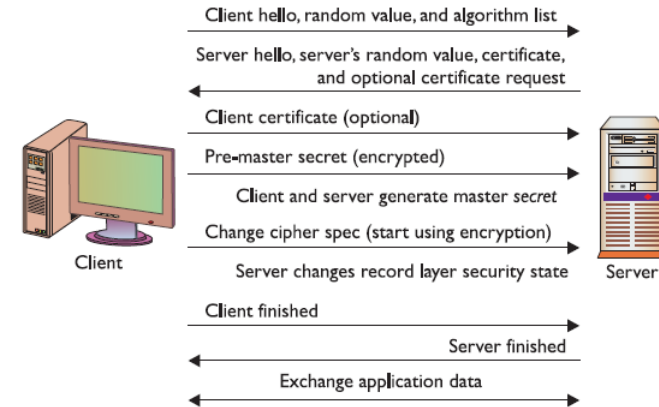 Client hello, random value, and algorithm list
Server hello, server's random value, certificate,
and optional certificate request
Client certificate (optional)
Pre-master secret (encrypted)
Client and server generate master secret
Change cipher spec (start using encryption)
Client
Server changes record layer security state
Server
Client finished
Server finished
Exchange application data